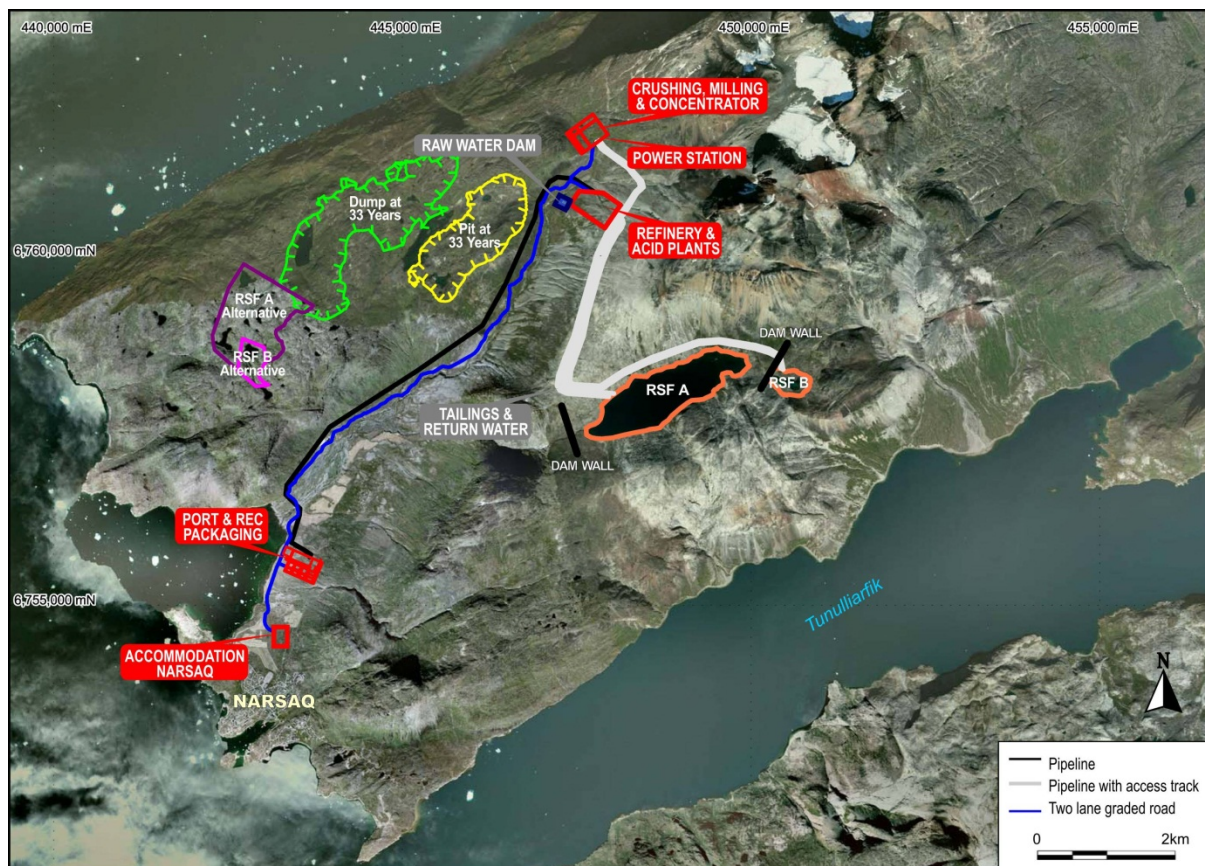 440,000 mE
445,000 mE
450,000 mE
455,000 mE
CRUSHING, MILLING
& CONCENTRATOR
RAW WATER DAM
POWER STATION
Dump at
33 Years
Pit at
33 Years
6,760,000 mN
REFINERY &
ACID PLANTS
RSF A
Alternative
RSF B
Alternative
DAM WALL
RSF A
RSF B
TAILINGS &
RETURN WATER
DAM WALL
PORT & REC
PACKAGING
6,755,000 mN
Tunulliarfik
ACCOMMODATION
NARSAQ
NARSAQ
N
Pipeline
Pipeline with access track
Two lane graded road
0
2km